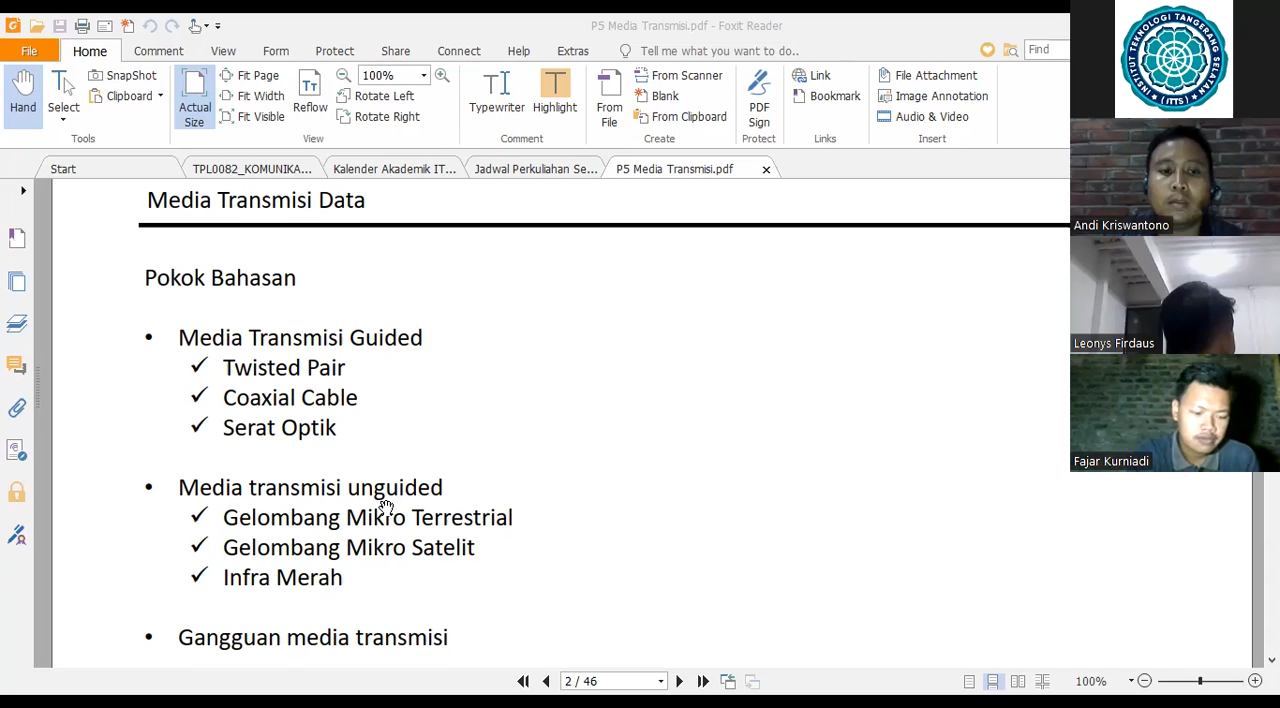 P5 Media Transmisi.pdf - Foxit Reader
File Home Comment View Form Protect Share Connect Help Extras Tell me what you want to do.. Find
Hand
Select
SnapShot
Clipboard
Tools
Actual Size
Fit Page
Fit Width
Fit Visible
Reflow
100%
Rotate Left
Rotate Right
View
Typewriter
Highlight
Comment
From File
From Scanner
Blank
From Clipboard
Create
PDF Sign
Protect
Link
Bookmark
Links
File Attachment
Image Annotation
Audio & Video
Insert
Start TPL0082_KOMUNIKA... Kalender Akademik IT... Jadwal Perkuliahan Se... P5 Media Transmisi.pdf
Media Transmisi Data
Pokok Bahasan
• Media Transmisi Guided
✓ Twisted Pair
✓ Coaxial Cable
✓ Serat Optik
• Media transmisi unguided
✓ Gelombang Mikro Terrestrial
✓ Gelombang Mikro Satelit
✓ Infra Merah
• Gangguan media transmisi
2 / 46
100%
INSTITUT TEKNOLOGI TANGERANG SELATAN
(ITTS)
Andi Kriswantono
Leonys Firdaus
Fajar Kurniadi